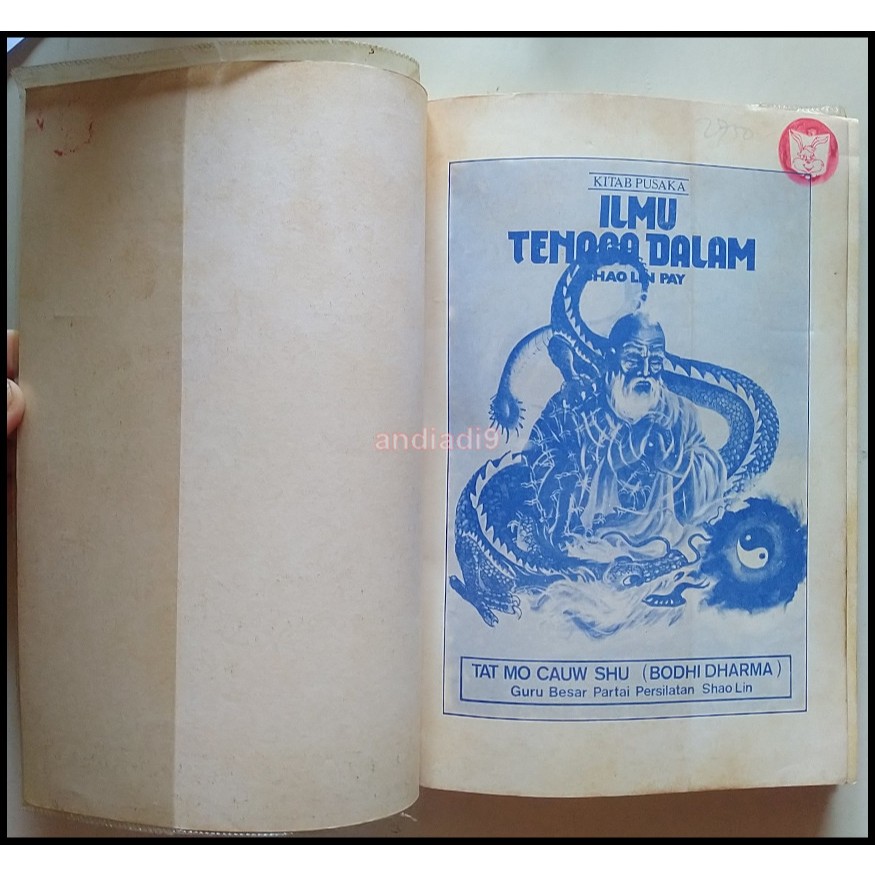 KITAB PUSAKA
ILMU
TENAGA DALAM
SHAO LIN PAY
andiadi9
TAT MO CAUW SHU (BODHI DHARMA)
Guru Besar Partai Persilatan Shao Lin